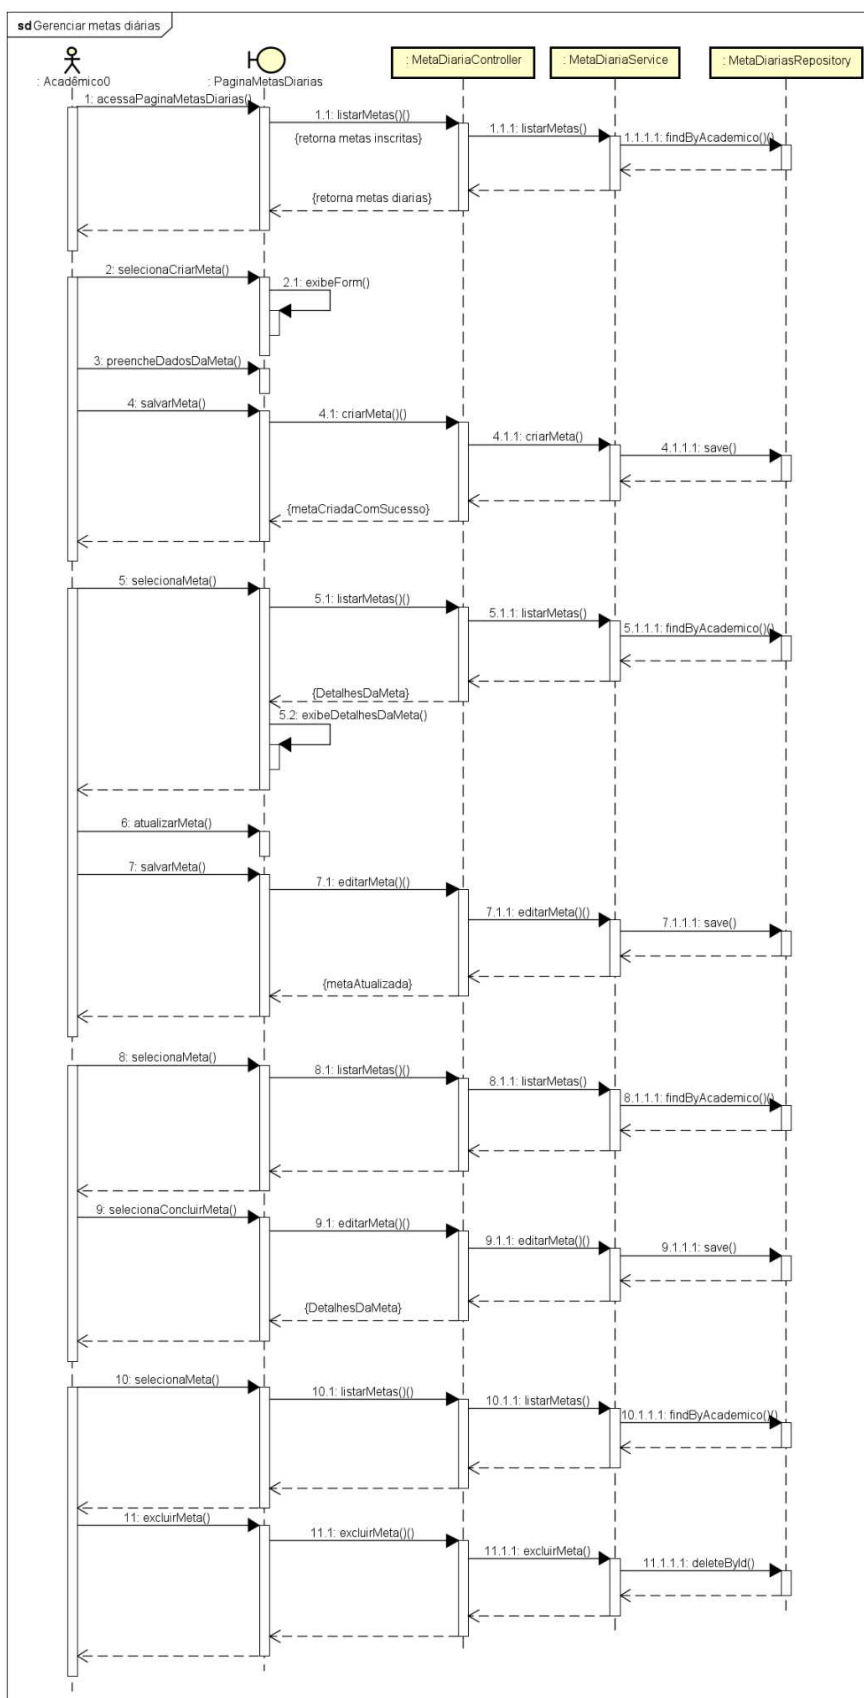 sd Gerenciar metas diárias
: Acadêmico0
: PaginaMetasDiarias
: MetaDiariaController
: MetaDiariaService
: MetaDiariasRepository
1: acessaPaginaMetasDiarias()
1.1: listarMetas()()
{retorna metas inscritas}
1.1.1: listarMetas()
1.1.1.1: findByAcademico()()
{retorna metas diarias}
2: selecionaCriarMeta()
2.1: exibeForm()
3: preencheDadosDaMeta()
4: salvarMeta()
4.1: criarMeta()()
4.1.1: criarMeta()
4.1.1.1: save()
{metaCriadaComSucesso}
5: selecionaMeta()
5.1: listarMetas()()
5.1.1: listarMetas()
5.1.1.1: findByAcademico()()
{DetalhesDaMeta}
5.2: exibeDetalhesDaMeta()
6: atualizarMeta()
7: salvarMeta()
7.1: editarMeta()()
7.1.1: editarMeta()()
7.1.1.1: save()
{metaAtualizada}
8: selecionaMeta()
8.1: listarMetas()()
8.1.1: listarMetas()
8.1.1.1: findByAcademico()()
9: selecionaConcluirMeta()
9.1: editarMeta()()
9.1.1: editarMeta()()
9.1.1.1: save()
{DetalhesDaMeta}
10: selecionaMeta()
10.1: listarMetas()()
10.1.1: listarMetas()
10.1.1.1: findByAcademico()()
11: excluirMeta()
11.1: excluirMeta()()
11.1.1: excluirMeta()
11.1.1.1: deleteById()